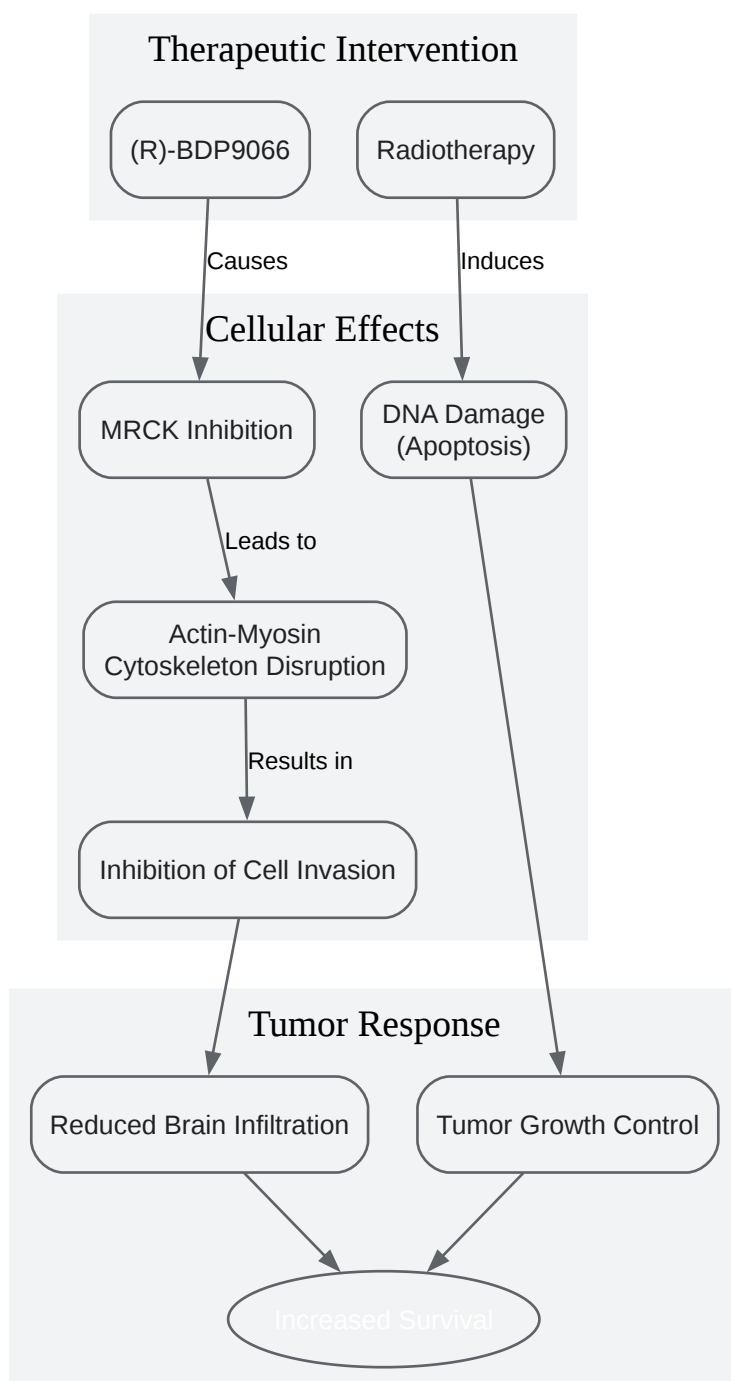 Therapeutic Intervention
(R)-BDP9066
Radiotherapy
Causes
Induces
Cellular Effects
MRCK Inhibition
DNA Damage
(Apoptosis)
Leads to
Actin-Myosin
Cytoskeleton Disruption
Results in
Inhibition of Cell Invasion
Tumor Response
Reduced Brain Infiltration
Tumor Growth Control
Increased Survival